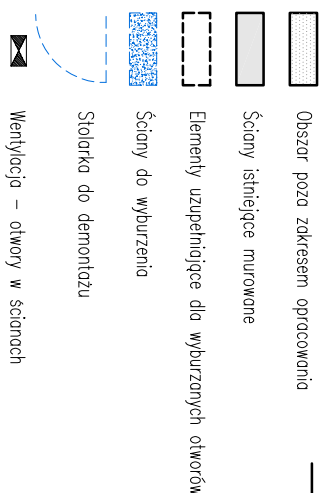 Obszar poza zakresem opracowania
Ściany istniejące murowane
Elementy uzupełniające dla wyburzanych otworów
Ściany do wyburzenia
Stolarka do demontażu
Wentylacja – otwory w ścianach